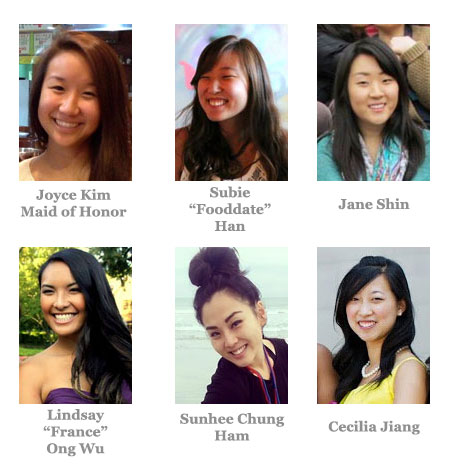 Joyce Kim
Maid of Honor
Subie
“Fooddate”
Han
Jane Shin
Lindsay
“France”
Ong Wu
Sunhee Chung
Ham
Cecilia Jiang